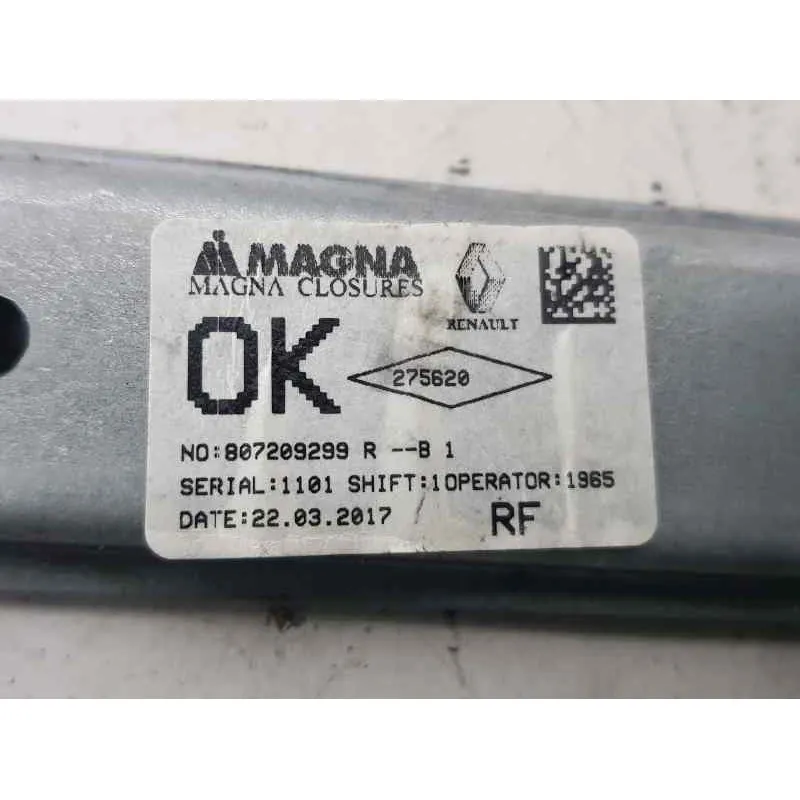 MAGNA
MAGNA CLOSURES
RENAULT
OK
275620
NO:807209299 R --B 1
SERIAL:1101 SHIFT:1OPERATOR:1965
DATE:22.03.2017
RF